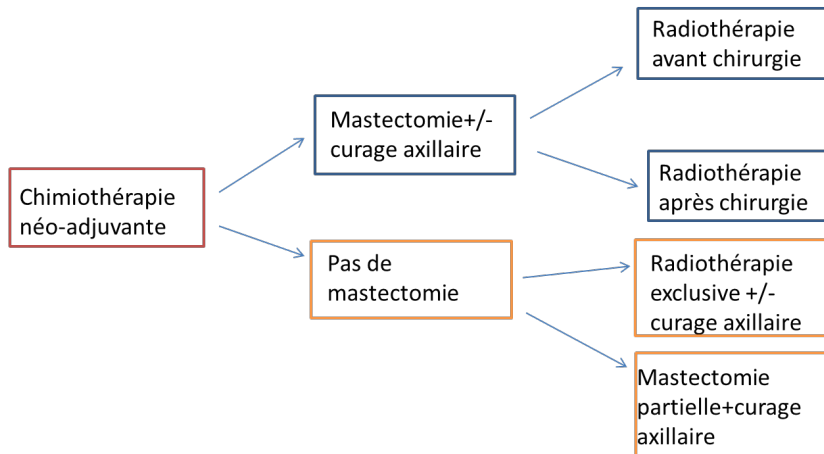 Chimiothérapie
néo-adjuvante
Mastectomie+/-
curage axillaire
Pas de
mastectomie
Radiothérapie
avant chirurgie
Radiothérapie
après chirurgie
Radiothérapie
exclusive +/-
curage axillaire
Mastectomie
partielle+curage
axillaire